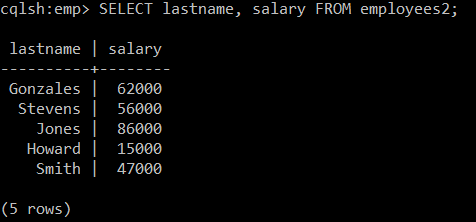 cqlsh:emp> SELECT lastname, salary FROM employees2;
lastname | salary
----------+--------
Gonzales | 62000
Stevens | 56000
Jones | 86000
Howard | 15000
Smith | 47000
(5 rows)